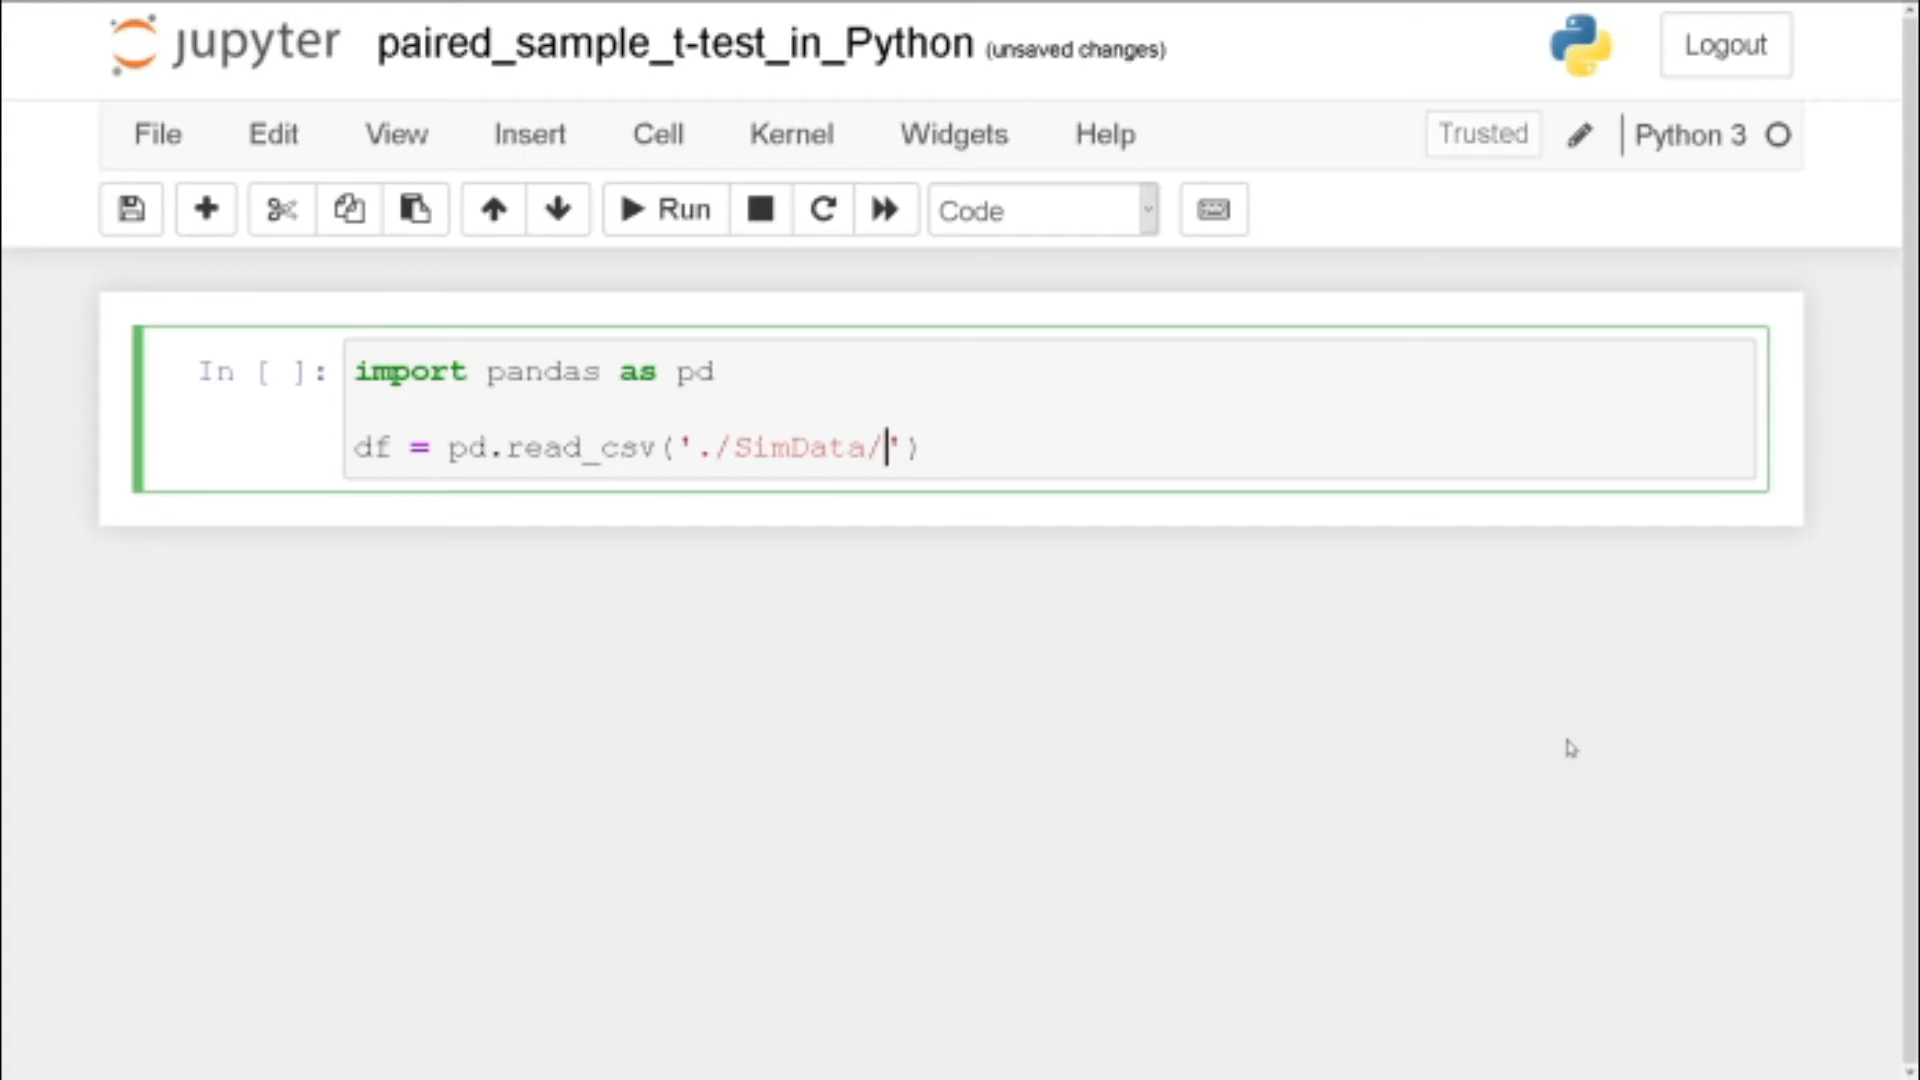 jupyter paired_sample_t-test_in_Python (unsaved changes) Logout
File Edit View Insert Cell Kernel Widgets Help Trusted Python 3
Run Code
In [ ]: import pandas as pd
df = pd.read_csv('./SimData/')